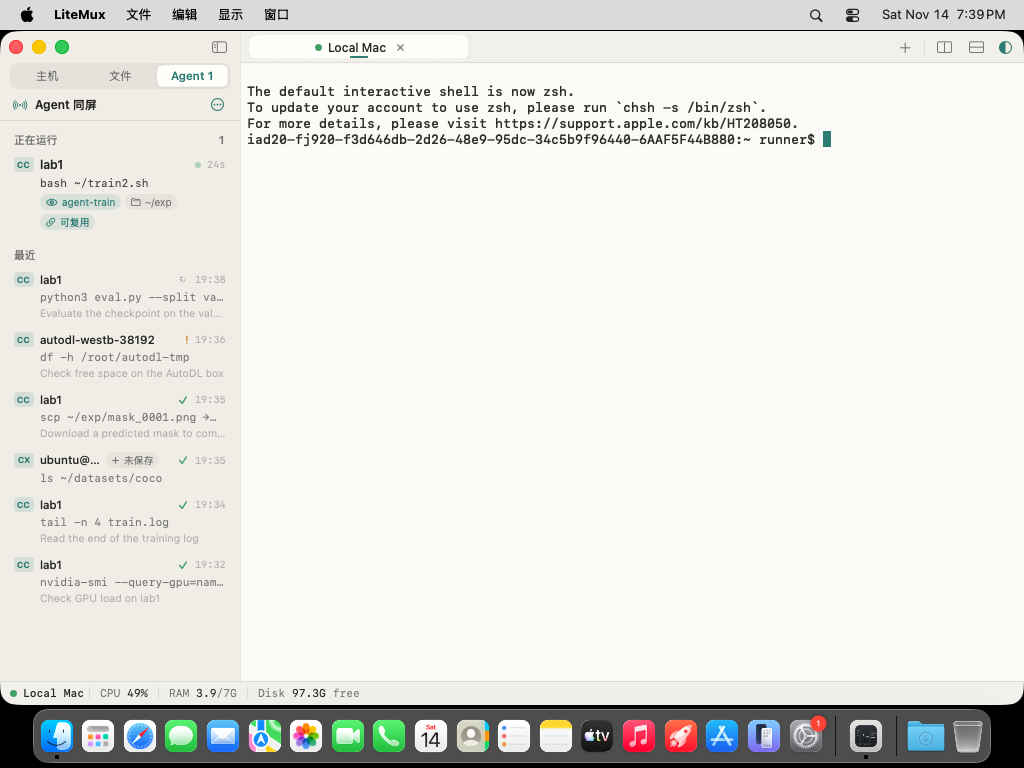 LiteMux 文件 编辑 显示 窗口 Sat Nov 14 7:39 PM
Local Mac
主机 文件 Agent 1
Agent 同屏
正在运行 1
CC lab1 24s
bash ~/train2.sh
agent-train ~/exp
可复用
最近
CC lab1 19:38
python3 eval.py --split va…
Evaluate the checkpoint on the val…
CC autodl-westb-38192 ! 19:36
df -h /root/autodl-tmp
Check free space on the AutoDL box
CC lab1 19:35
scp ~/exp/mask_0001.png →…
Download a predicted mask to com…
CX ubuntu@… + 未保存 19:35
ls ~/datasets/coco
CC lab1 19:34
tail -n 4 train.log
Read the end of the training log
CC lab1 19:32
nvidia-smi --query-gpu=nam…
Check GPU load on lab1
The default interactive shell is now zsh.
To update your account to use zsh, please run `chsh -s /bin/zsh`.
For more details, please visit https://support.apple.com/kb/HT208050.
iad20-fj920-f3d646db-2d26-48e9-95dc-34c5b9f96440-6AAF5F44B880:~ runner$
Local Mac CPU 49% RAM 3.9/7G Disk 97.3G free
Sat
14
tv
1